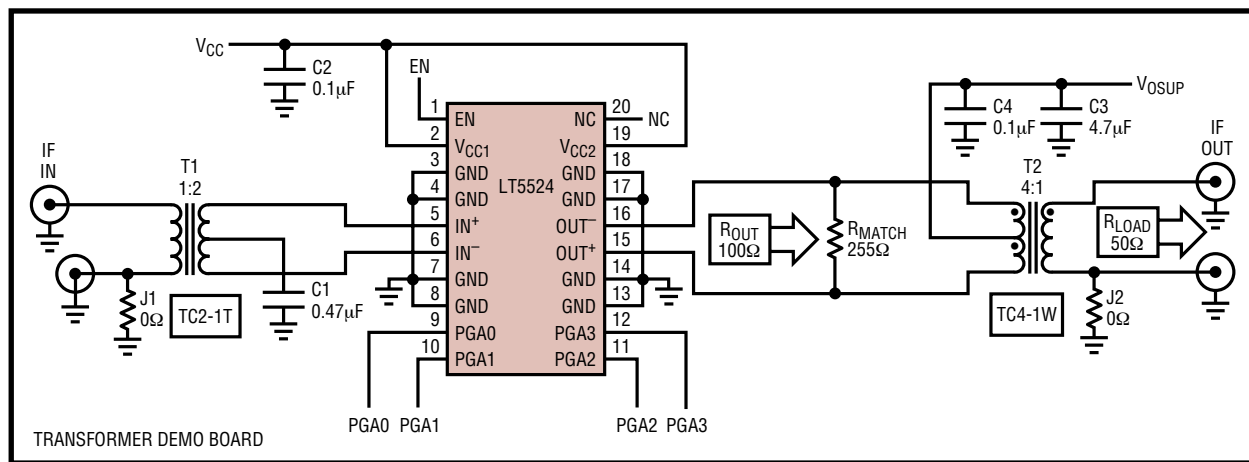 VCC
C2
0.1µF
EN
IF
IN
T1
1:2
J1
0Ω
TC2-1T
C1
0.47µF
1
EN
2
VCC1
3
GND
4
GND
5
IN+
6
IN−
7
GND
8
GND
9
PGA0
10
PGA1
LT5524
20
NC
NC
19
VCC2
18
GND
17
GND
16
OUT−
15
OUT+
14
GND
13
GND
12
PGA3
11
PGA2
PGA0 PGA1
PGA2 PGA3
ROUT
100Ω
RMATCH
255Ω
C4
0.1µF
C3
4.7µF
VOSUP
T2
4:1
TC4-1W
IF
OUT
RLOAD
50Ω
J2
0Ω
TRANSFORMER DEMO BOARD